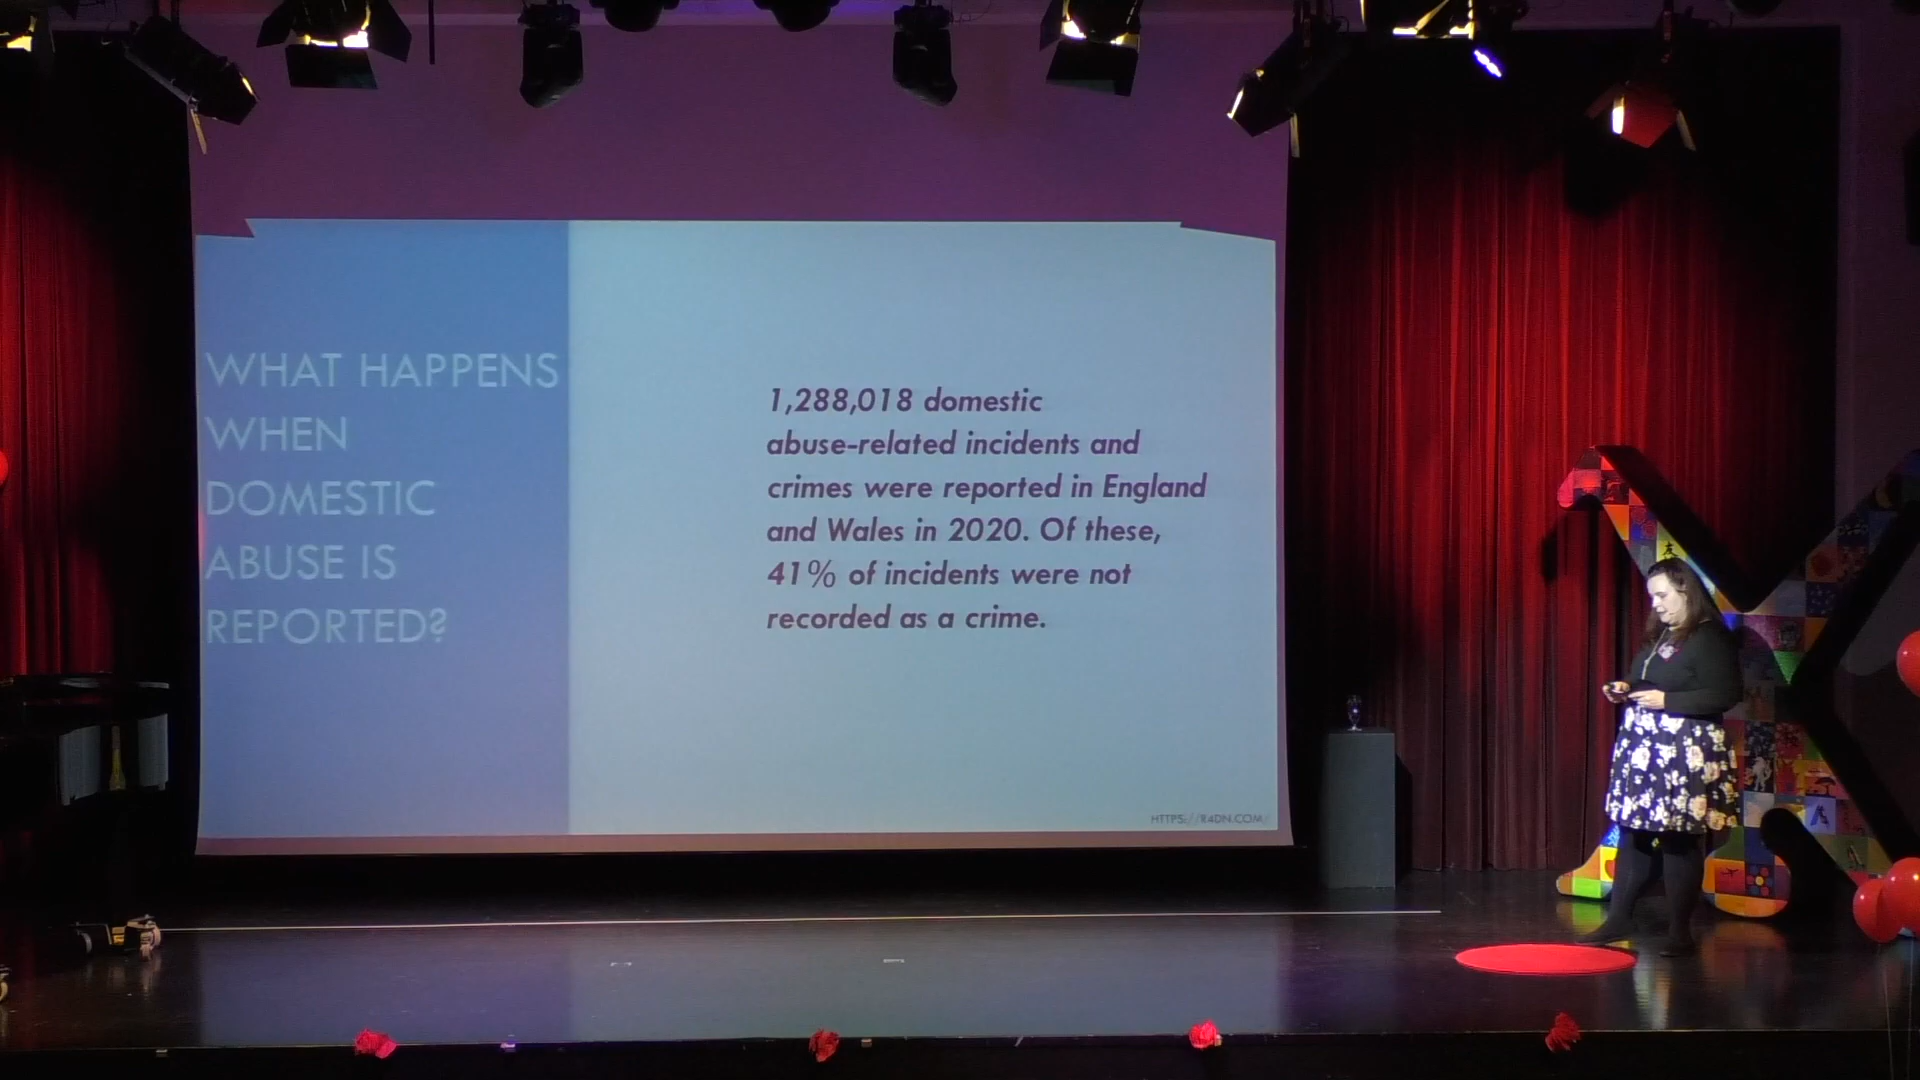 WHAT HAPPENS
WHEN
DOMESTIC
ABUSE IS
REPORTED?
1,288,018 domestic
abuse-related incidents and
crimes were reported in England
and Wales in 2020. Of these,
41% of incidents were not
recorded as a crime.
HTTPS://R4DN.COM/
友